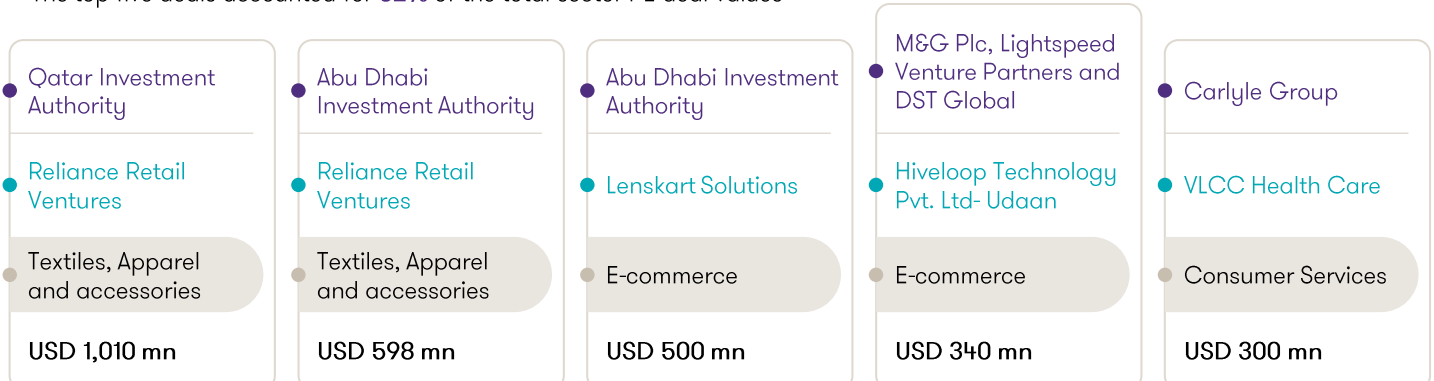 Qatar Investment
Authority
Reliance Retail
Ventures
Textiles, Apparel
and accessories
USD 1,010 mn
Abu Dhabi
Investment Authority
Reliance Retail
Ventures
Textiles, Apparel
and accessories
USD 598 mn
Abu Dhabi Investment
Authority
Lenskart Solutions
E-commerce
USD 500 mn
M&G Plc, Lightspeed
Venture Partners and
DST Global
Hiveloop Technology
Pvt. Ltd- Udaan
E-commerce
USD 340 mn
Carlyle Group
VLCC Health Care
Consumer Services
USD 300 mn